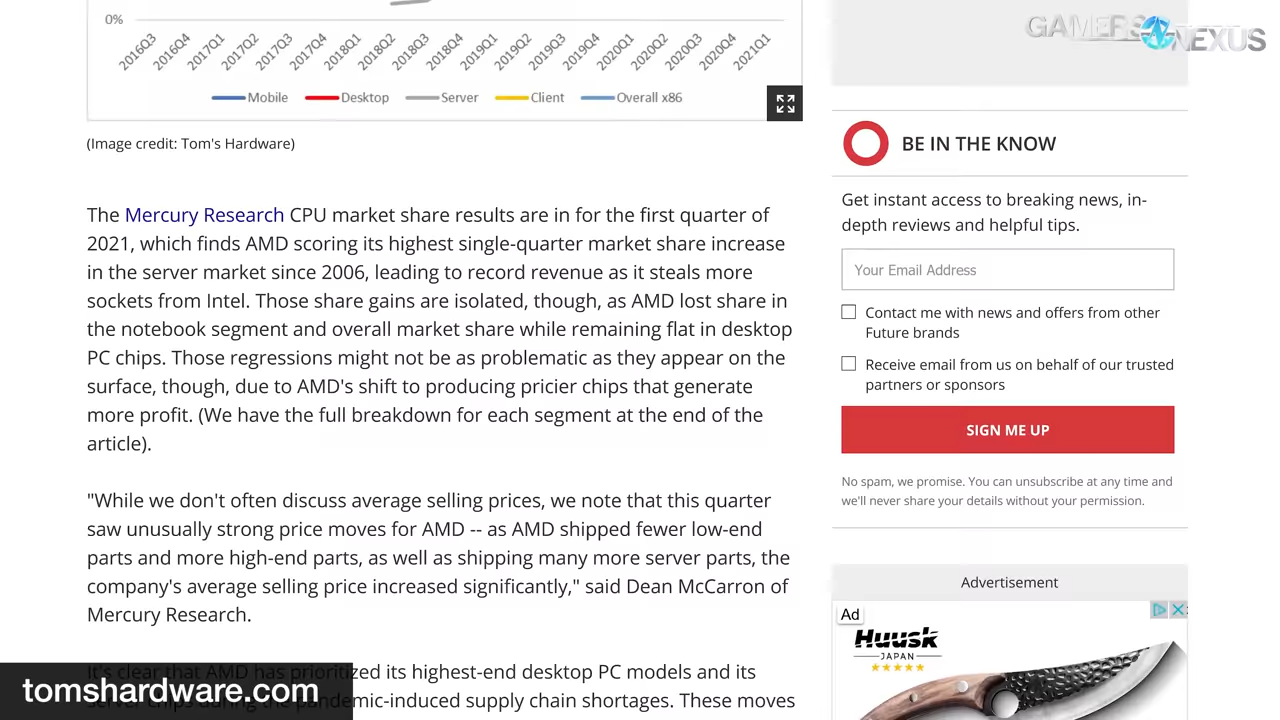 GAMERS NEXUS
0%
2016Q3 2016Q4 2017Q1 2017Q2 2017Q3 2017Q4 2018Q1 2018Q2 2018Q3 2018Q4 2019Q1 2019Q2 2019Q3 2019Q4 2020Q1 2020Q2 2020Q3 2020Q4 2021Q1
Mobile Desktop Server Client Overall x86
(Image credit: Tom's Hardware)
The Mercury Research CPU market share results are in for the first quarter of
2021, which finds AMD scoring its highest single-quarter market share increase
in the server market since 2006, leading to record revenue as it steals more
sockets from Intel. Those share gains are isolated, though, as AMD lost share in
the notebook segment and overall market share while remaining flat in desktop
PC chips. Those regressions might not be as problematic as they appear on the
surface, though, due to AMD's shift to producing pricier chips that generate
more profit. (We have the full breakdown for each segment at the end of the
article).
"While we don't often discuss average selling prices, we note that this quarter
saw unusually strong price moves for AMD -- as AMD shipped fewer low-end
parts and more high-end parts, as well as shipping many more server parts, the
company's average selling price increased significantly," said Dean McCarron of
Mercury Research.
It's clear that AMD has prioritized its highest-end desktop PC models and its
server chips during the pandemic-induced supply chain shortages. These moves
tomshardware.com
BE IN THE KNOW
Get instant access to breaking news, in-
depth reviews and helpful tips.
Your Email Address
Contact me with news and offers from other
Future brands
Receive email from us on behalf of our trusted
partners or sponsors
SIGN ME UP
No spam, we promise. You can unsubscribe at any time and
we'll never share your details without your permission.
Advertisement
Ad
Huusk
JAPAN